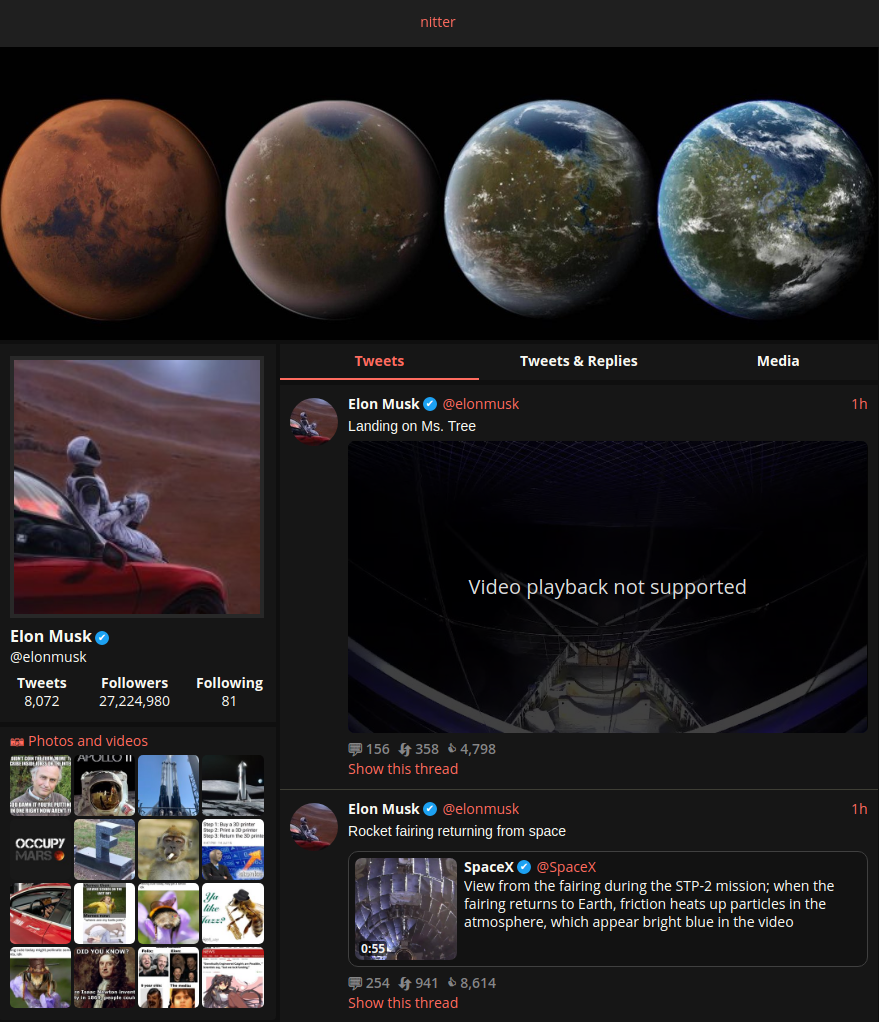 nitter
Tweets
Tweets & Replies
Media
Elon Musk
@elonmusk
Tweets
8,072
Followers
27,224,980
Following
81
Photos and videos
APOLLO 11
OCCUPY
MARS
Step 1: Buy a 3D printer
Step 2: Print a 3D printer
Step 3: Return the 3D printer
Ya
like
jazz?
DID YOU KNOW?
NEWS
Elon Musk @elonmusk 1h
Landing on Ms. Tree
Video playback not supported
156 358 4,798
Show this thread
Elon Musk @elonmusk 1h
Rocket fairing returning from space
0:55
SpaceX @SpaceX
View from the fairing during the STP-2 mission; when the
fairing returns to Earth, friction heats up particles in the
atmosphere, which appear bright blue in the video
254 941 8,614
Show this thread